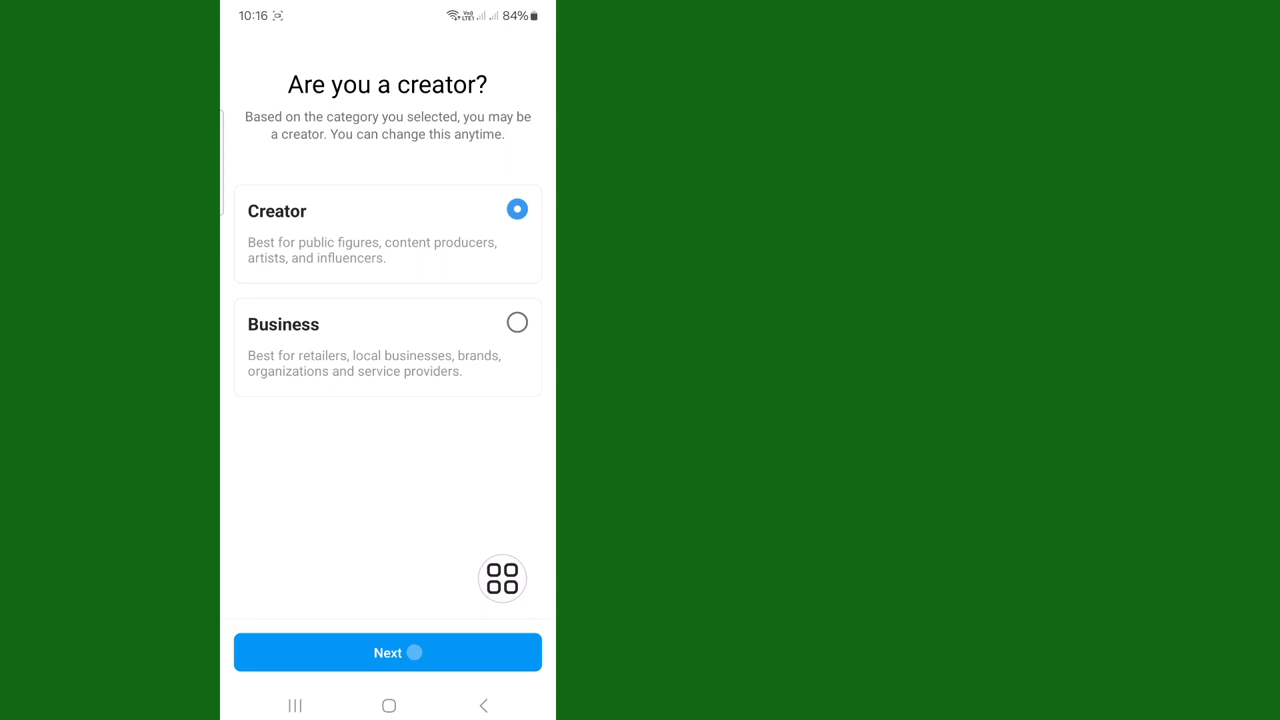 10:16
84%
Are you a creator?
Based on the category you selected, you may be
a creator. You can change this anytime.
Creator
Best for public figures, content producers,
artists, and influencers.
Business
Best for retailers, local businesses, brands,
organizations and service providers.
Next